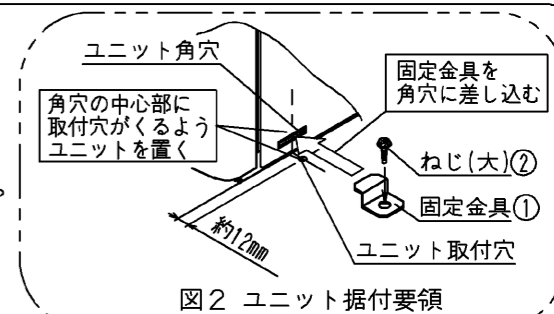 ユニット角穴
固定金具を
角穴に差し込む
角穴の中心部に
取付穴がくるよう
ユニットを置く
ねじ(大)②
固定金具①
約12mm
ユニット取付穴
図2 ユニット据付要領
。